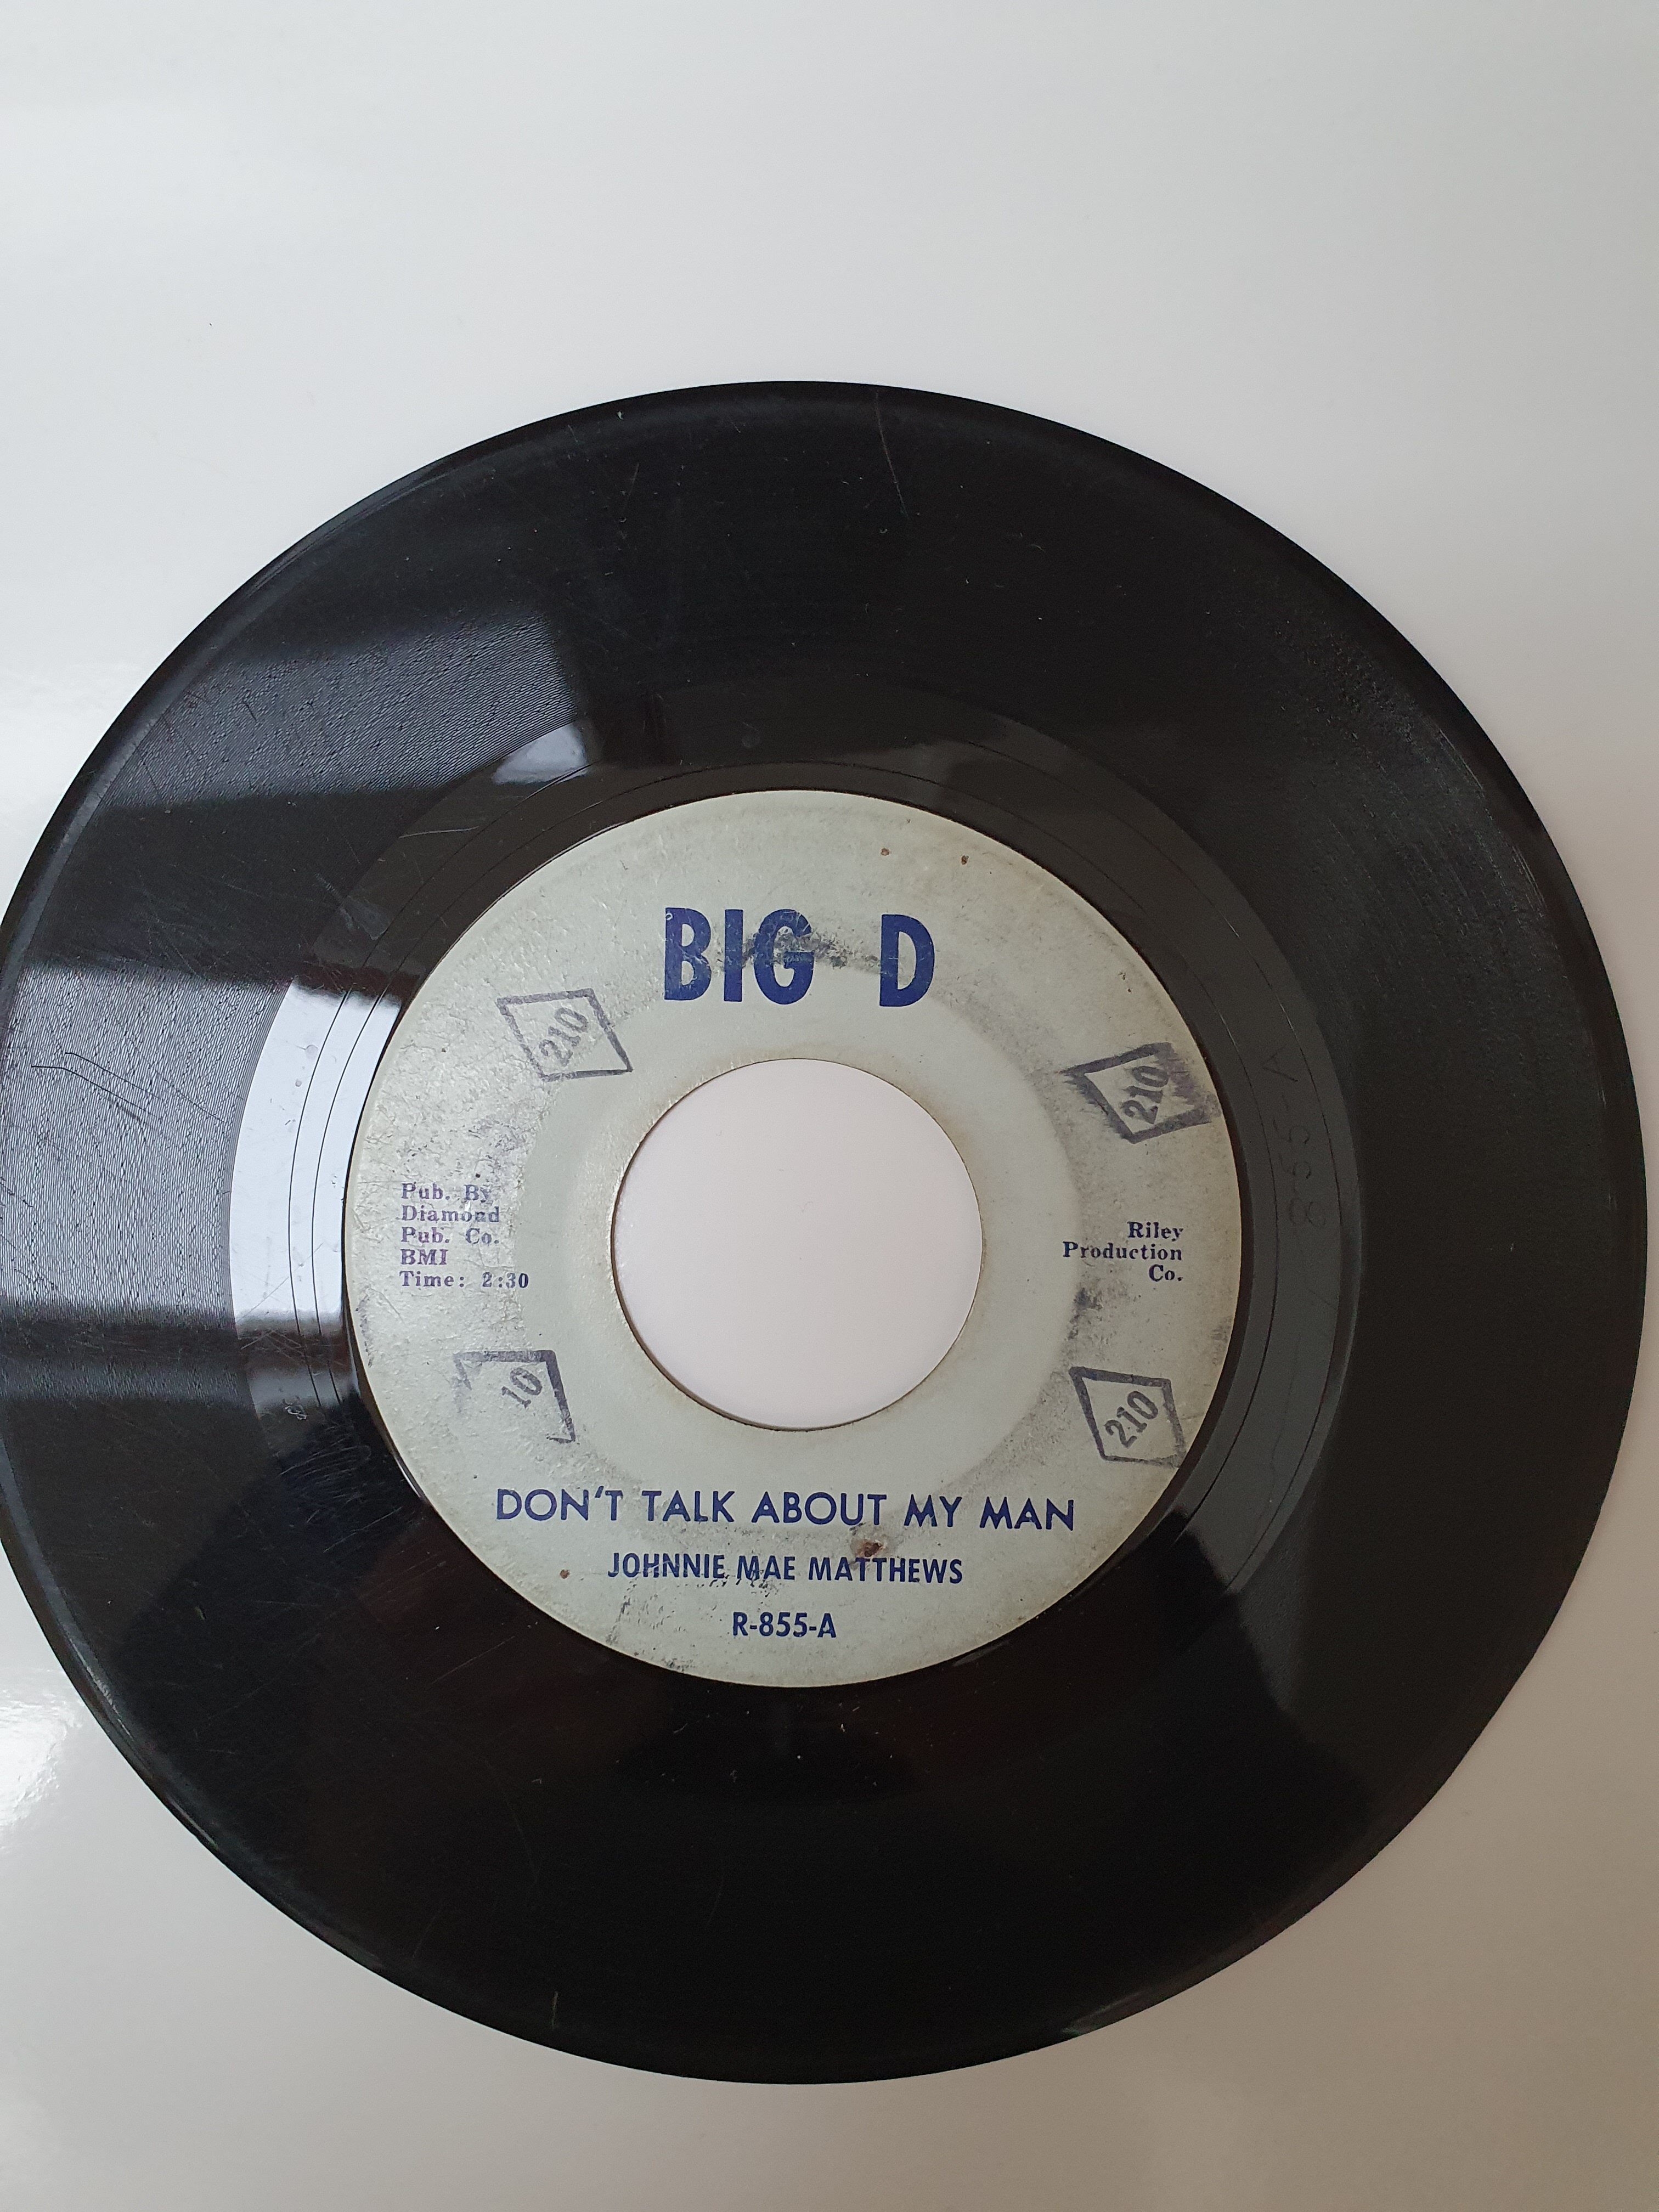 BIG D
210
210
Pub. By
Diamond
Pub. Co.
BMI
Time: 2:30
Riley
Production
Co.
10
210
DON'T TALK ABOUT MY MAN
JOHNNIE MAE MATTHEWS
R-855-A
855-A